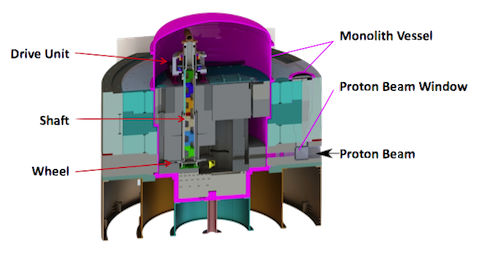 Drive Unit
Monolith Vessel
Proton Beam Window
Shaft
Proton Beam
Wheel